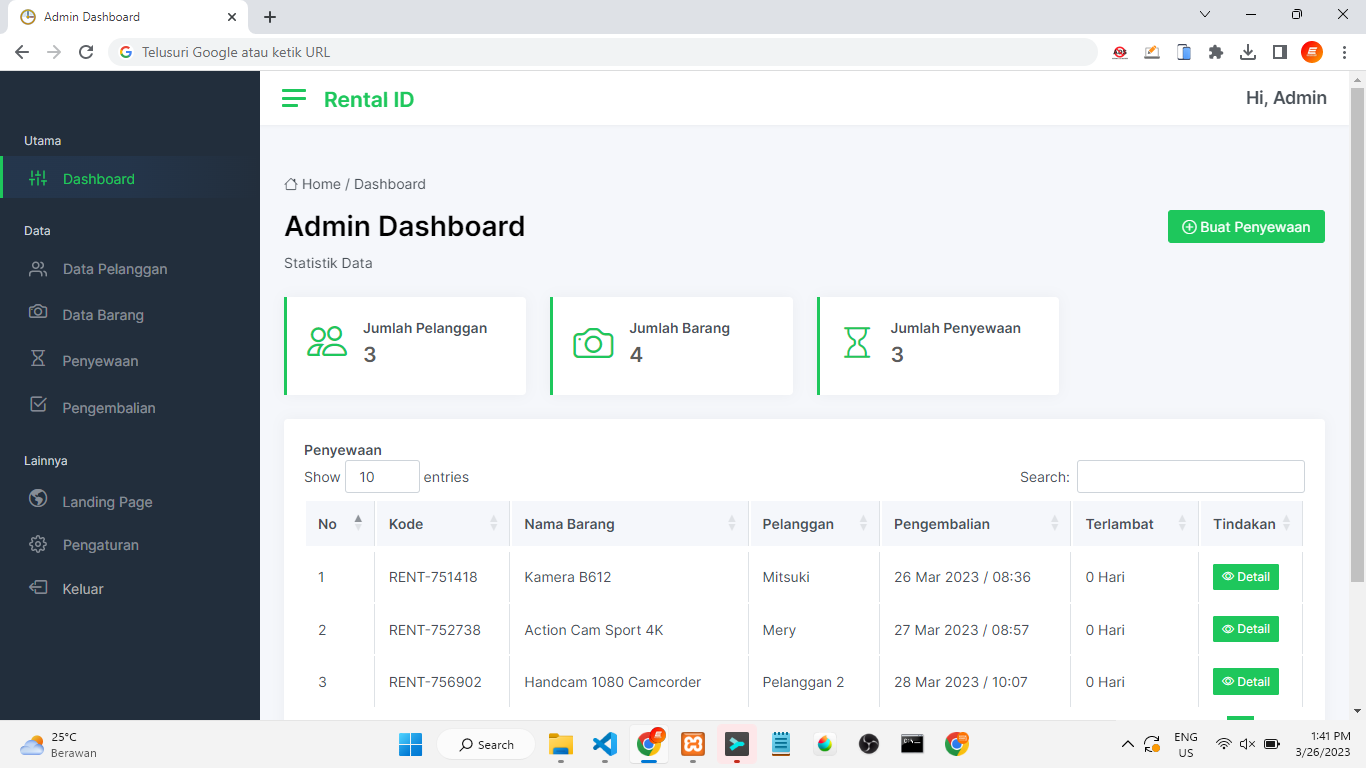 Admin Dashboard
Telusuri Google atau ketik URL
Rental ID
Hi, Admin
Utama
Dashboard
Data
Data Pelanggan
Data Barang
Penyewaan
Pengembalian
Lainnya
Landing Page
Pengaturan
Keluar
Home / Dashboard
Admin Dashboard
Buat Penyewaan
Statistik Data
Jumlah Pelanggan
3
Jumlah Barang
4
Jumlah Penyewaan
3
Penyewaan
Show 10 entries
Search:
No Kode Nama Barang Pelanggan Pengembalian Terlambat Tindakan
1 RENT-751418 Kamera B612 Mitsuki 26 Mar 2023 / 08:36 0 Hari Detail
2 RENT-752738 Action Cam Sport 4K Mery 27 Mar 2023 / 08:57 0 Hari Detail
3 RENT-756902 Handcam 1080 Camcorder Pelanggan 2 28 Mar 2023 / 10:07 0 Hari Detail
25°C
Berawan
Search
ENG
US
1:41 PM
3/26/2023